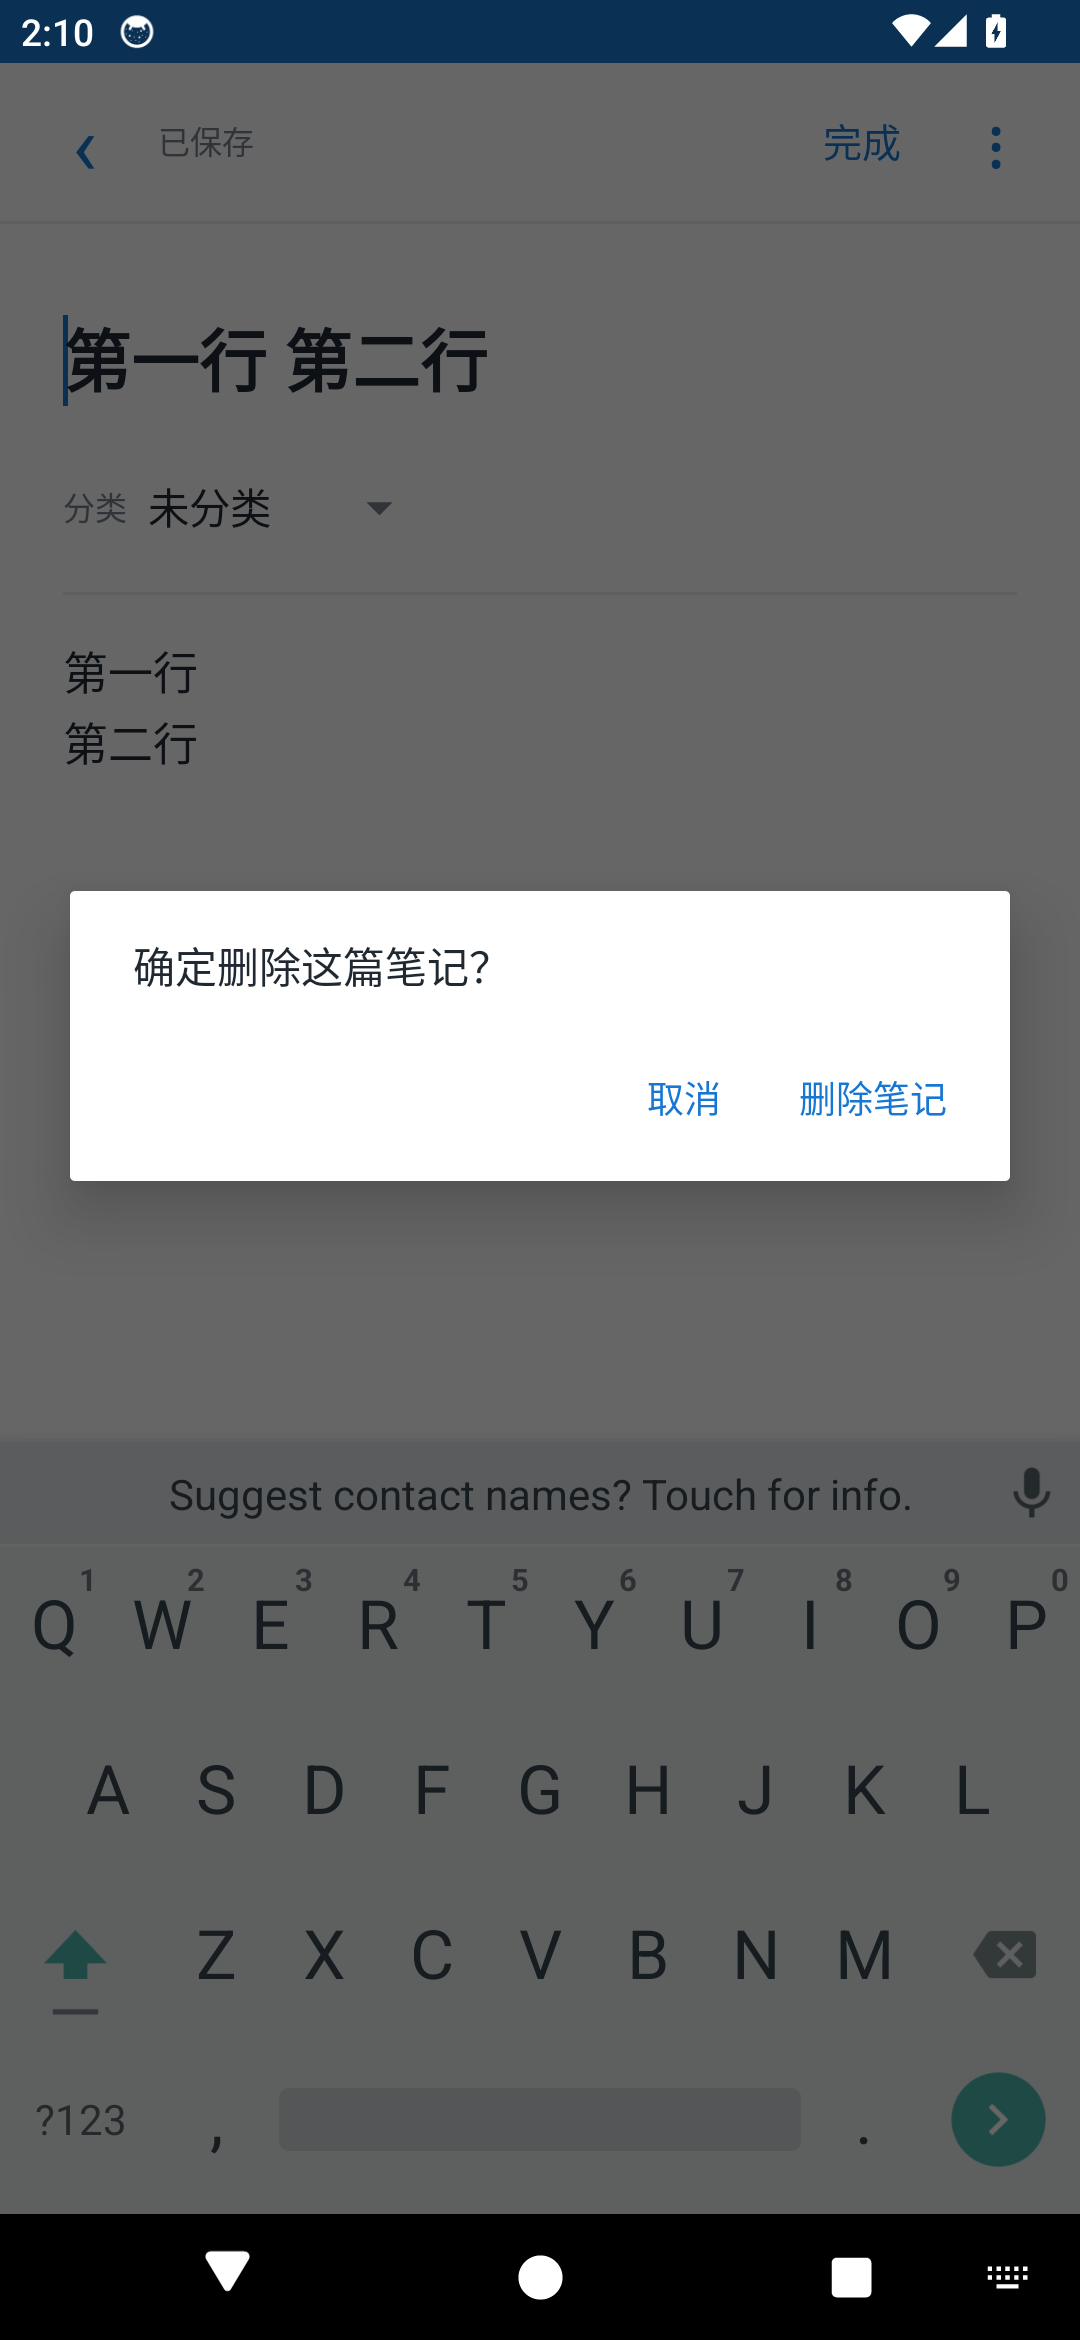 2:10
已保存
完成
第一行 第二行
分类 未分类
第一行
第二行
确定删除这篇笔记?
取消 删除笔记
Suggest contact names? Touch for info.
1 2 3 4 5 6 7 8 9 0
Q W E R T Y U I O P
A S D F G H J K L
Z X C V B N M
?123 , .